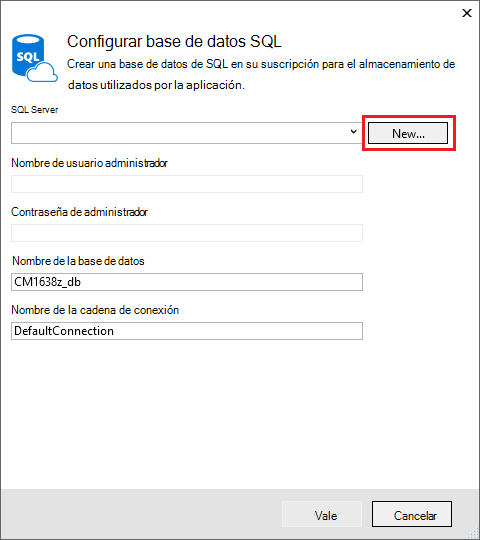 Configurar base de datos SQL
SQL
Crear una base de datos de SQL en su suscripción para el almacenamiento de
datos utilizados por la aplicación.
SQL Server
New...
Nombre de usuario administrador
Contraseña de administrador
Nombre de la base de datos
CM1638z_db
Nombre de la cadena de conexión
DefaultConnection
Vale
Cancelar